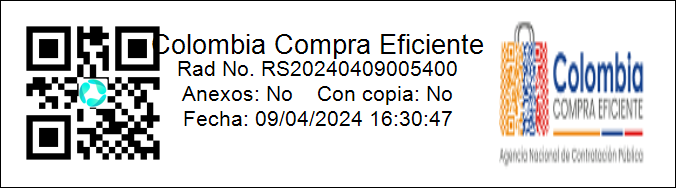 Colombia Compra Eficiente
Rad No. RS20240409005400
Anexos: No Con copia: No
Fecha: 09/04/2024 16:30:47
Colombia
COMPRA EFICIENTE
Agencia Nacional de Contratación Pública